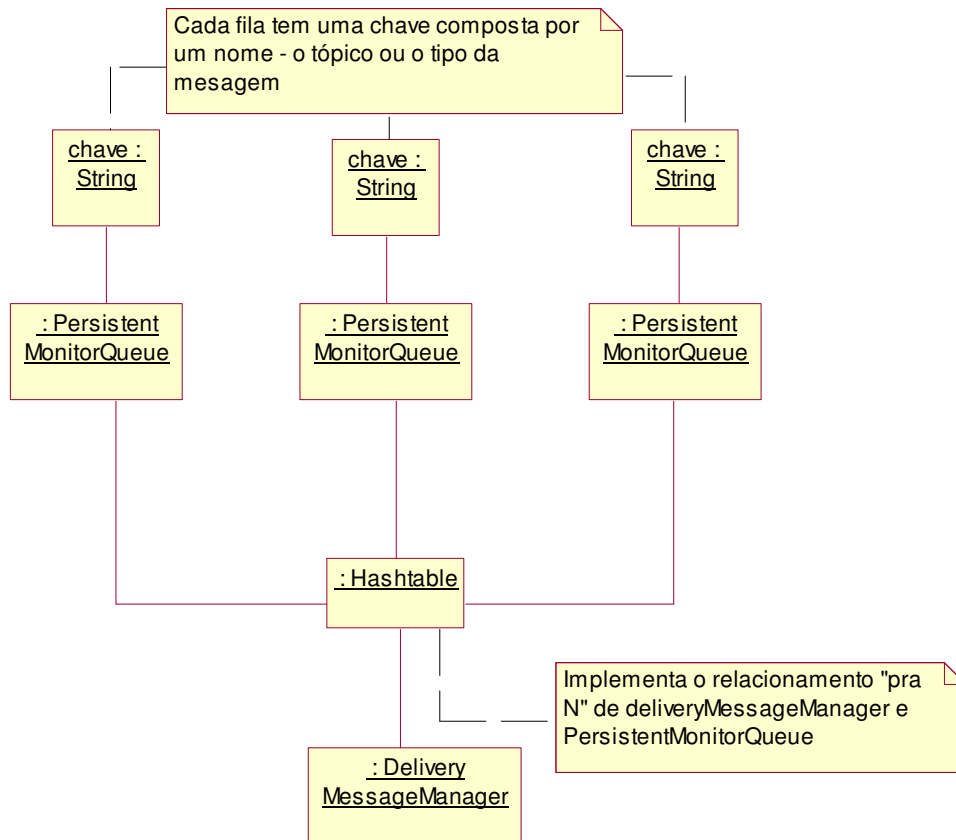 Cada fila tem uma chave composta por
um nome - o tópico ou o tipo da
mesagem
chave :
String
chave :
String
chave :
String
: Persistent
MonitorQueue
: Persistent
MonitorQueue
: Persistent
MonitorQueue
: Hashtable
Implementa o relacionamento "pra
N" de deliveryMessageManager e
PersistentMonitorQueue
: Delivery
MessageManager